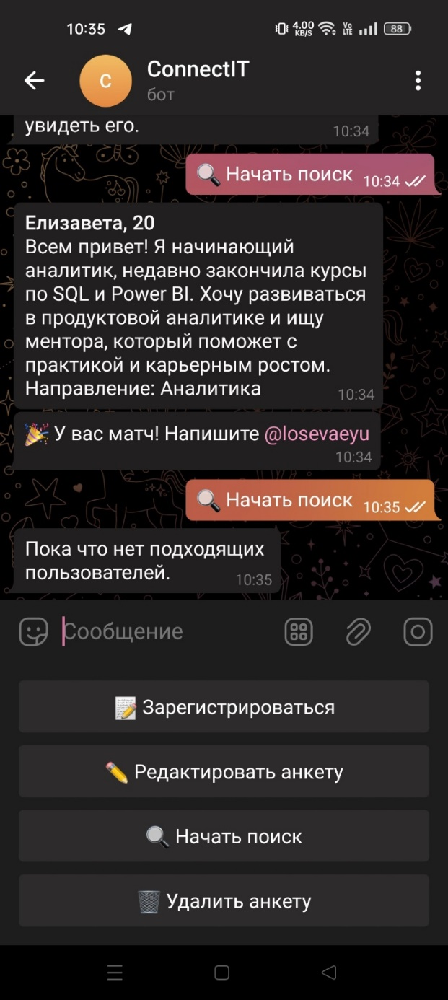 10:35
4.00
KB/S
Vo
LTE
88
C
ConnectIT
бот
увидеть его.
10:34
🔍 Начать поиск
10:34
Елизавета, 20
Всем привет! Я начинающий
аналитик, недавно закончила курсы
по SQL и Power BI. Хочу развиваться
в продуктовой аналитике и ищу
ментора, который поможет с
практикой и карьерным ростом.
Направление: Аналитика
10:34
🎉 У вас матч! Напишите @losevaeyu
10:34
🔍 Начать поиск
10:35
Пока что нет подходящих
пользователей.
10:35
Сообщение
📝 Зарегистрироваться
✏️ Редактировать анкету
🔍 Начать поиск
🗑️ Удалить анкету